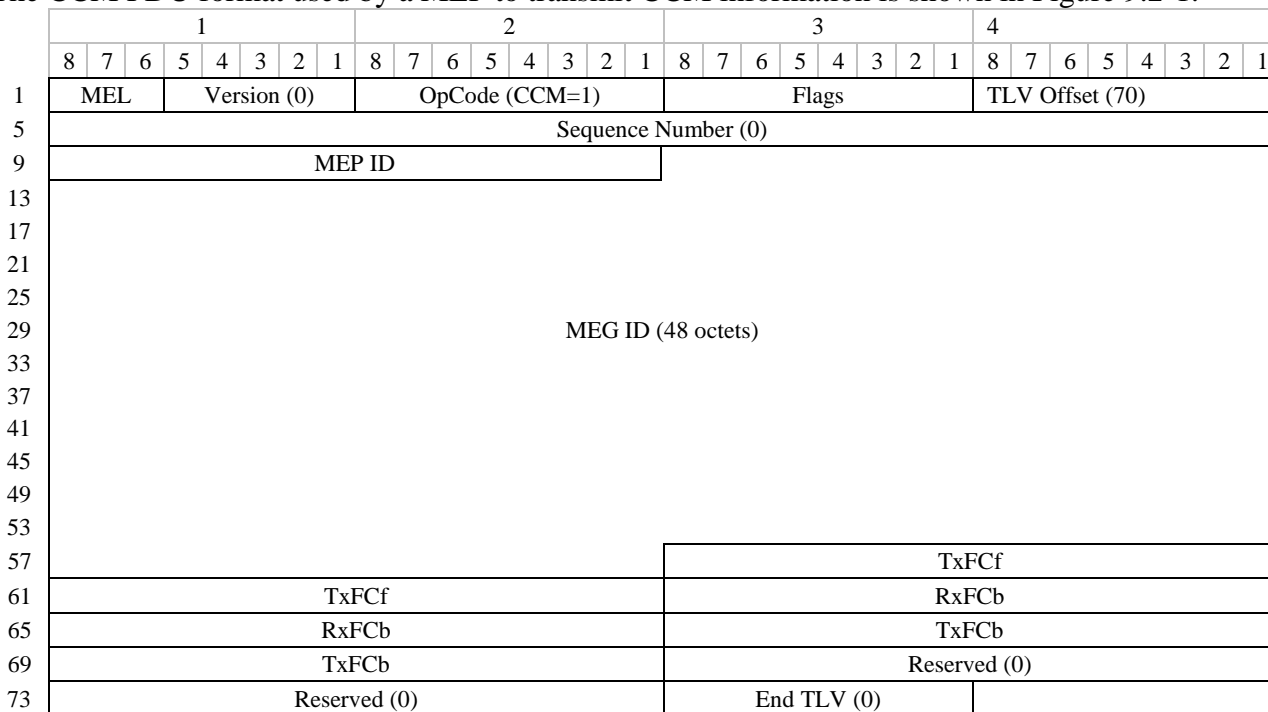 The CCM PDU format used by a MEP to transmit CCM information is shown in Figure 9.2-1.
1 2 3 4
8 7 6 5 4 3 2 1 8 7 6 5 4 3 2 1 8 7 6 5 4 3 2 1 8 7 6 5 4 3 2 1
1 MEL Version (0) OpCode (CCM=1) Flags TLV Offset (70)
5 Sequence Number (0)
9 MEP ID
13
17
21
25
29 MEG ID (48 octets)
33
37
41
45
49
53
57 TxFCf
61 TxFCf RxFCb
65 RxFCb TxFCb
69 TxFCb Reserved (0)
73 Reserved (0) End TLV (0)